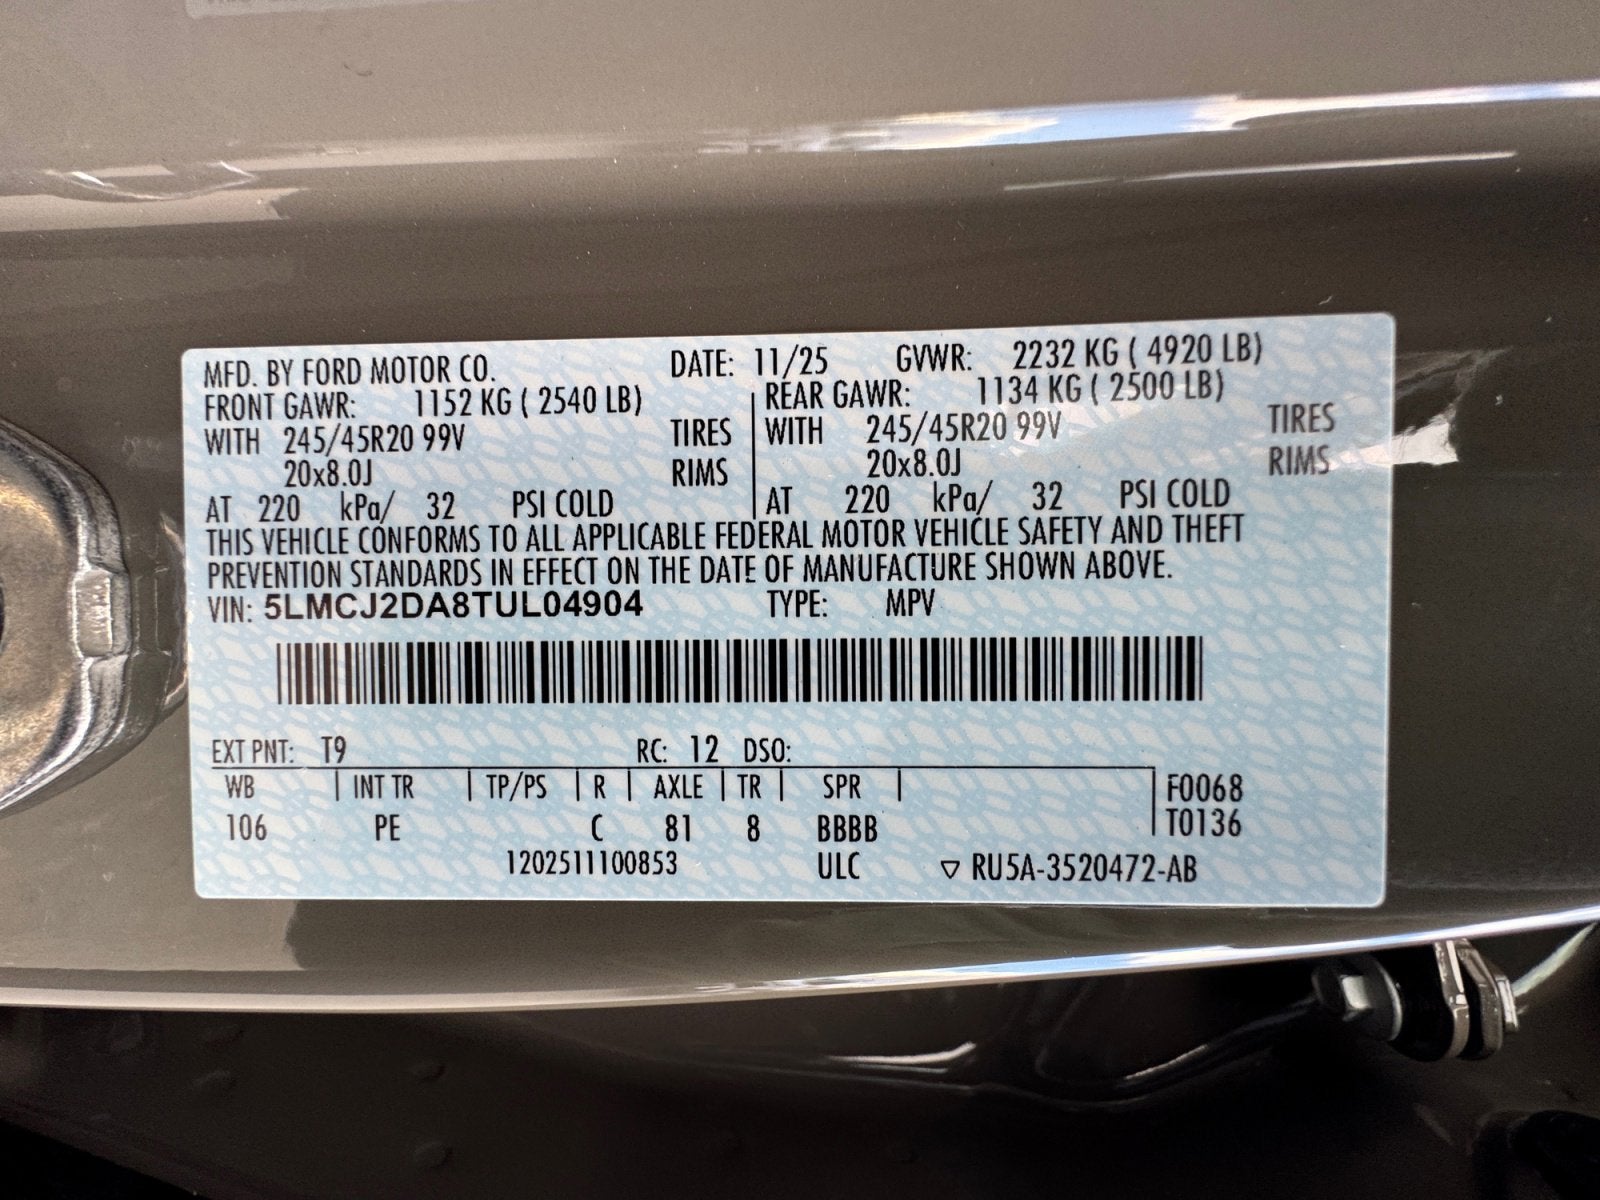 MFD. BY FORD MOTOR CO. DATE: 11/25 GVWR: 2232 KG ( 4920 LB)
FRONT GAWR: 1152 KG ( 2540 LB) REAR GAWR: 1134 KG ( 2500 LB)
WITH 245/45R20 99V TIRES WITH 245/45R20 99V TIRES
20x8.0J RIMS 20x8.0J RIMS
AT 220 kPa/ 32 PSI COLD AT 220 kPa/ 32 PSI COLD
THIS VEHICLE CONFORMS TO ALL APPLICABLE FEDERAL MOTOR VEHICLE SAFETY AND THEFT
PREVENTION STANDARDS IN EFFECT ON THE DATE OF MANUFACTURE SHOWN ABOVE.
VIN: 5LMCJ2DA8TUL04904 TYPE: MPV
EXT PNT: T9 RC: 12 DSO:
WB INT TR TP/PS R AXLE TR SPR F0068
106 PE C 81 8 BBBB T0136
1202511100853 ULC ▽ RU5A-3520472-AB